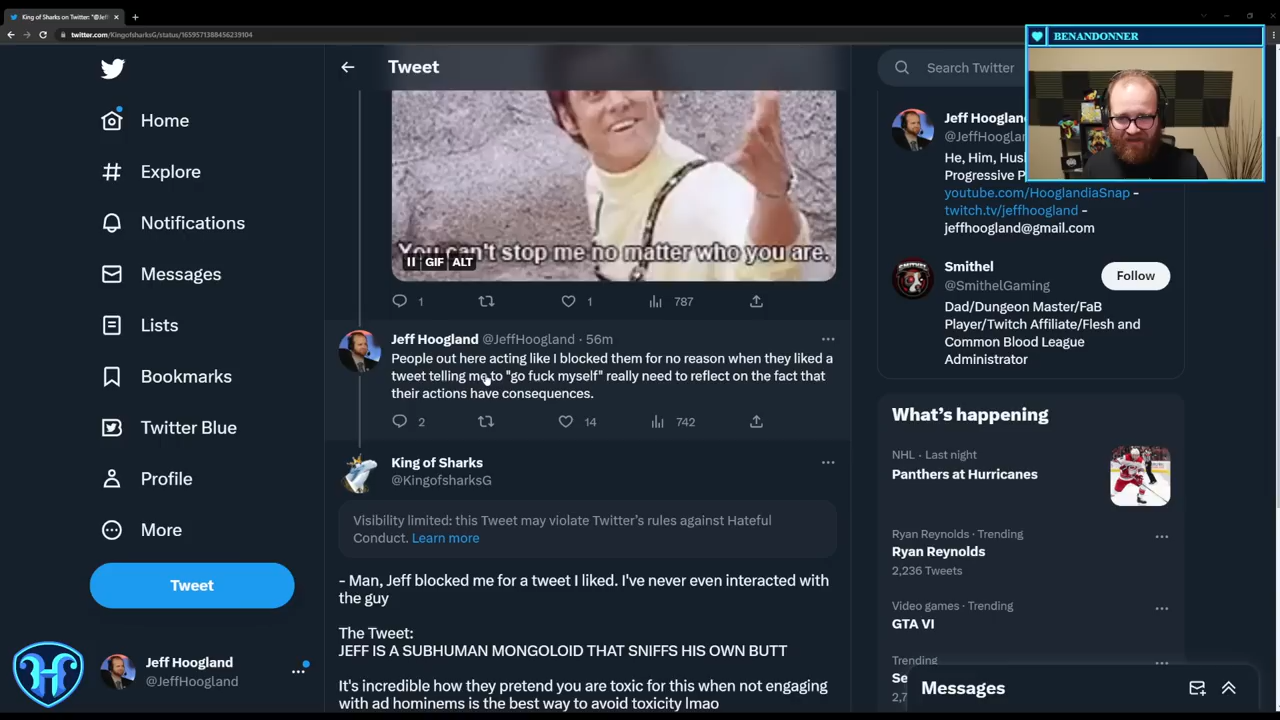 King of Sharks on Twitter: "@Jeff
twitter.com/KingofsharksG/status/1659571388456239104
BENANDONNER
Home
Explore
Notifications
Messages
Lists
Bookmarks
Twitter Blue
Profile
More
Tweet
Jeff Hoogland
@JeffHoogland
Tweet
You can't stop me no matter who you are.
GIF ALT
1
1
787
Jeff Hoogland @JeffHoogland · 56m
People out here acting like I blocked them for no reason when they liked a
tweet telling me to "go fuck myself" really need to reflect on the fact that
their actions have consequences.
2
14
742
King of Sharks
@KingofsharksG
Visibility limited: this Tweet may violate Twitter's rules against Hateful
Conduct. Learn more
- Man, Jeff blocked me for a tweet I liked. I've never even interacted with
the guy
The Tweet:
JEFF IS A SUBHUMAN MONGOLOID THAT SNIFFS HIS OWN BUTT
It's incredible how they pretend you are toxic for this when not engaging
with ad hominems is the best way to avoid toxicity lmao
Search Twitter
Jeff Hoogland
@JeffHoogla
He, Him, Hus
Progressive P
youtube.com/HooglandiaSnap -
twitch.tv/jeffhoogland -
jeffhoogland@gmail.com
Smithel
@SmithelGaming
Follow
Dad/Dungeon Master/FaB
Player/Twitch Affiliate/Flesh and
Common Blood League
Administrator
What's happening
NHL · Last night
Panthers at Hurricanes
Ryan Reynolds · Trending
Ryan Reynolds
2,236 Tweets
Video games · Trending
GTA VI
Trending
Se
2,7
Messages